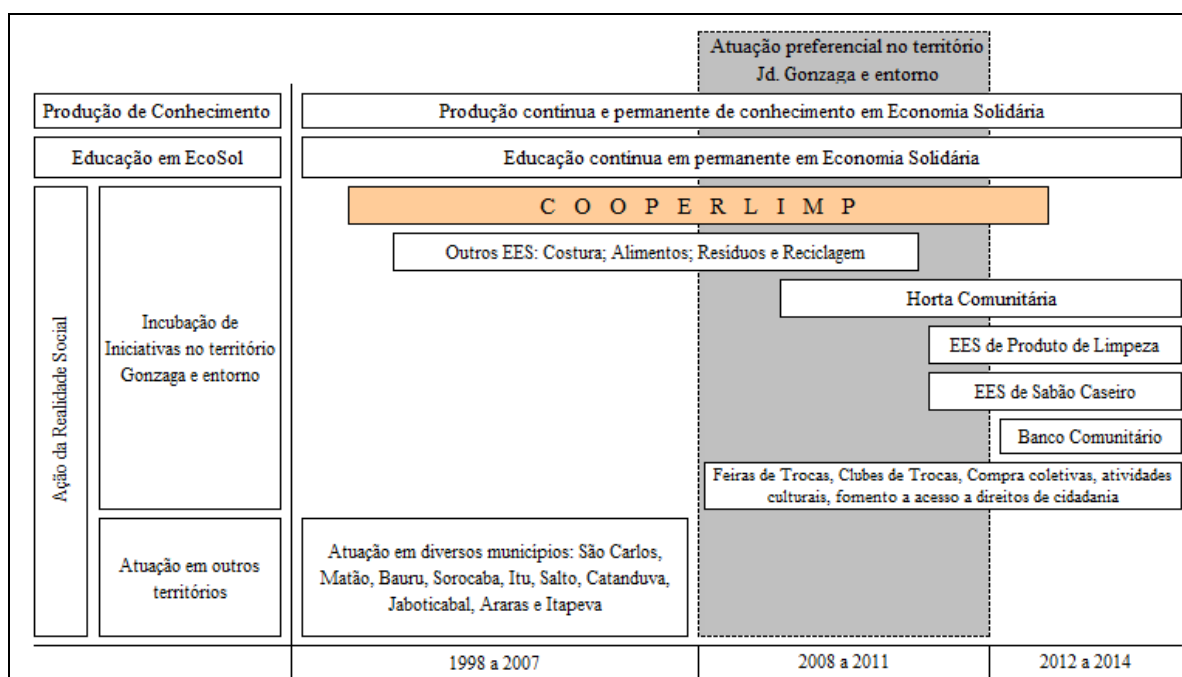 Atuação preferencial no território
Jd. Gonzaga e entorno
Produção de Conhecimento
Produção contínua e permanente de conhecimento em Economia Solidária
Educação em EcoSol
Educação contínua em permanente em Economia Solidária
Ação da Realidade Social
Incubação de
Iniciativas no território
Gonzaga e entorno
C O O P E R L I M P
Outros EES: Costura; Alimentos; Resíduos e Reciclagem
Horta Comunitária
EES de Produto de Limpeza
EES de Sabão Caseiro
Banco Comunitário
Feiras de Trocas, Clubes de Trocas, Compra coletivas, atividades
culturais, fomento a acesso a direitos de cidadania
Atuação em outros
territórios
Atuação em diversos municípios: São Carlos,
Matão, Bauru, Sorocaba, Itu, Salto, Catanduva,
Jaboticabal, Araras e Itapeva
1998 a 2007
2008 a 2011
2012 a 2014